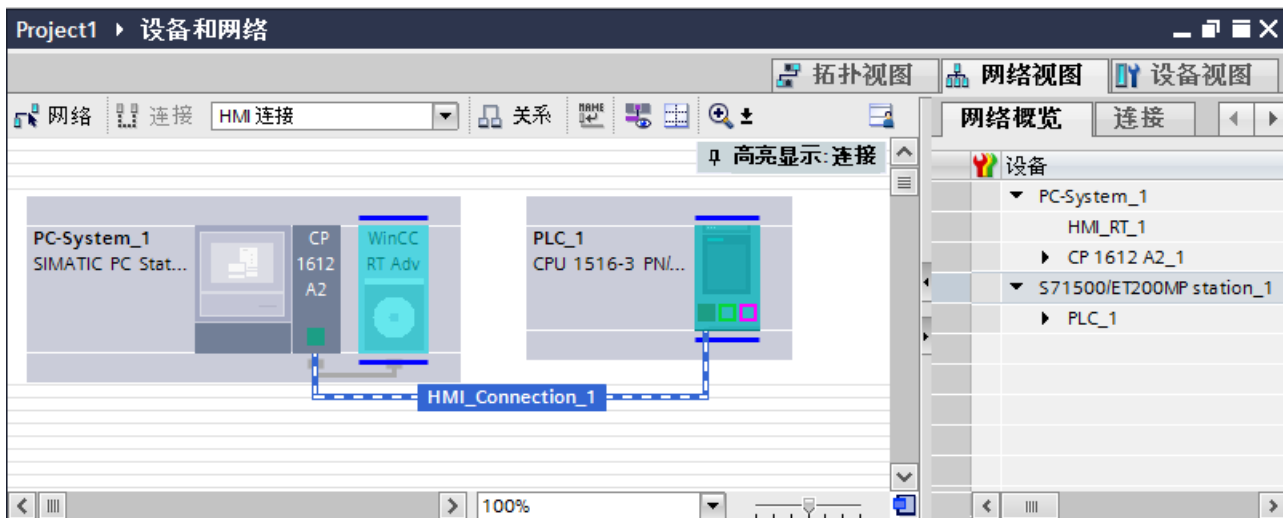 Project1 ▸ 设备和网络
拓扑视图 网络视图 设备视图
网络 连接 HMI 连接 关系
网络概览 连接
高亮显示:连接
设备
PC-System_1
SIMATIC PC Stat...
CP
1612
A2
WinCC
RT Adv
PLC_1
CPU 1516-3 PN/...
HMI_Connection_1
PC-System_1
HMI_RT_1
CP 1612 A2_1
S71500/ET200MP station_1
PLC_1
100%